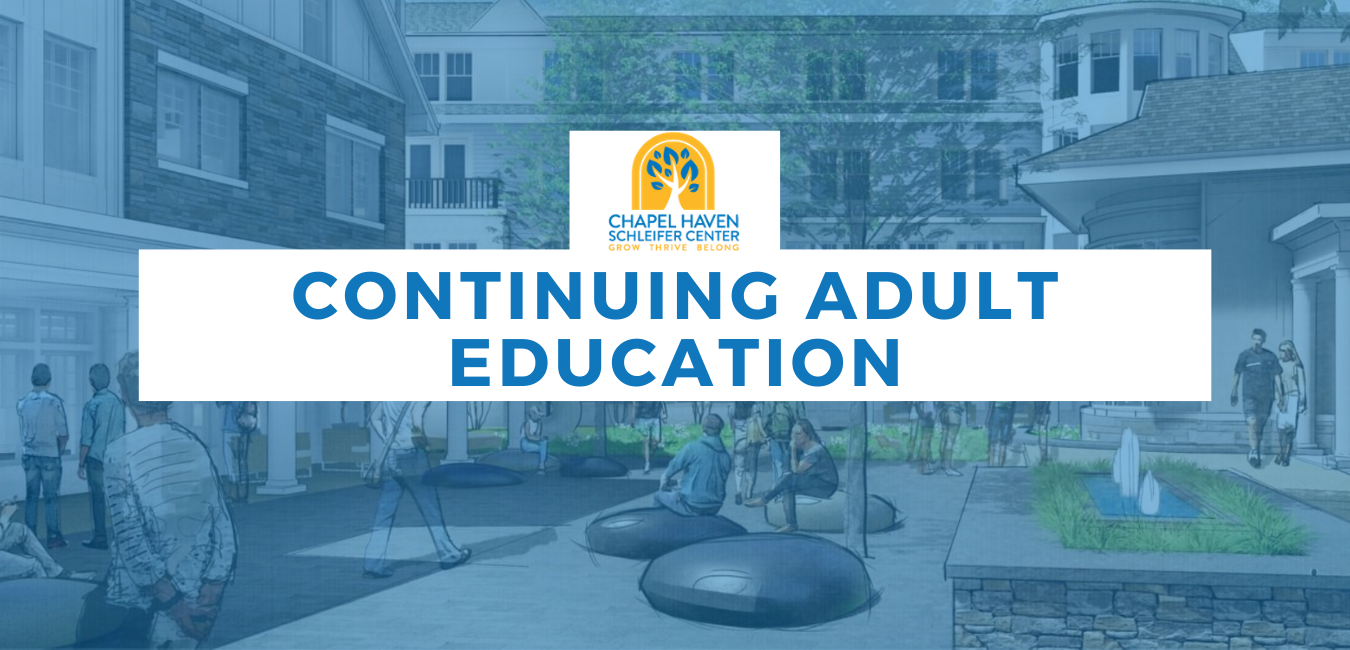 CHAPEL HAVEN
SCHLEIFER CENTER
GROW THRIVE BELONG
CONTINUING ADULT
EDUCATION